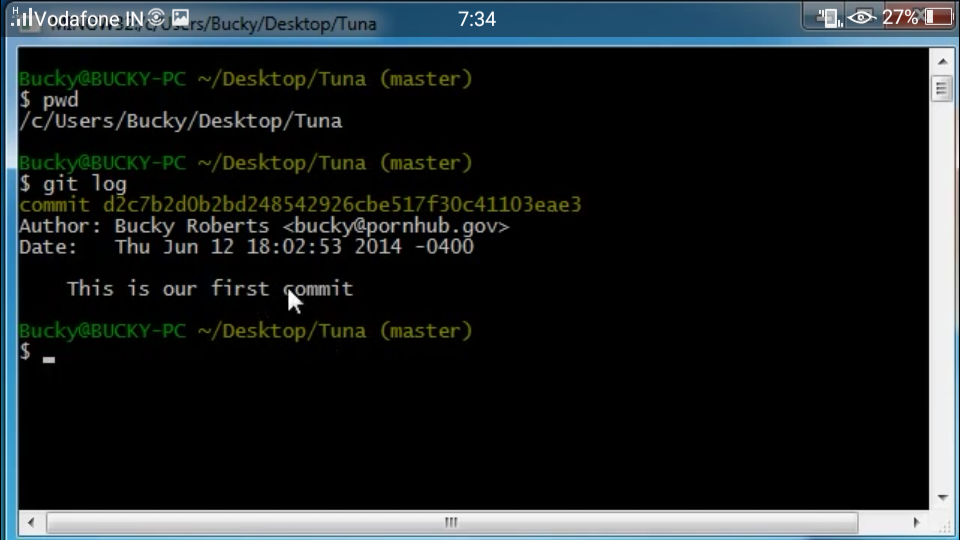 H
Vodafone IN
7:34
27%
/c/Users/Bucky/Desktop/Tuna
Bucky@BUCKY-PC ~/Desktop/Tuna (master)
$ pwd
/c/Users/Bucky/Desktop/Tuna
Bucky@BUCKY-PC ~/Desktop/Tuna (master)
$ git log
commit d2c7b2d0b2bd248542926cbe517f30c41103eae3
Author: Bucky Roberts <bucky@pornhub.gov>
Date:   Thu Jun 12 18:02:53 2014 -0400
This is our first commit
Bucky@BUCKY-PC ~/Desktop/Tuna (master)
$ _